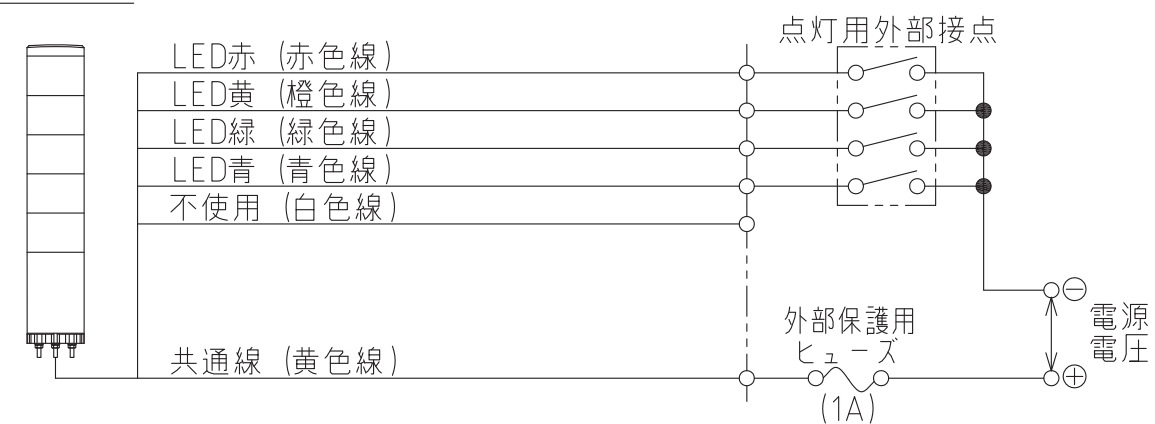 点灯用外部接点
LED赤 (赤色線)
LED黄 (橙色線)
LED緑 (緑色線)
LED青 (青色線)
不使用 (白色線)
⊖
電源
電圧
外部保護用
ヒューズ
共通線 (黄色線)
⊕
(1A)